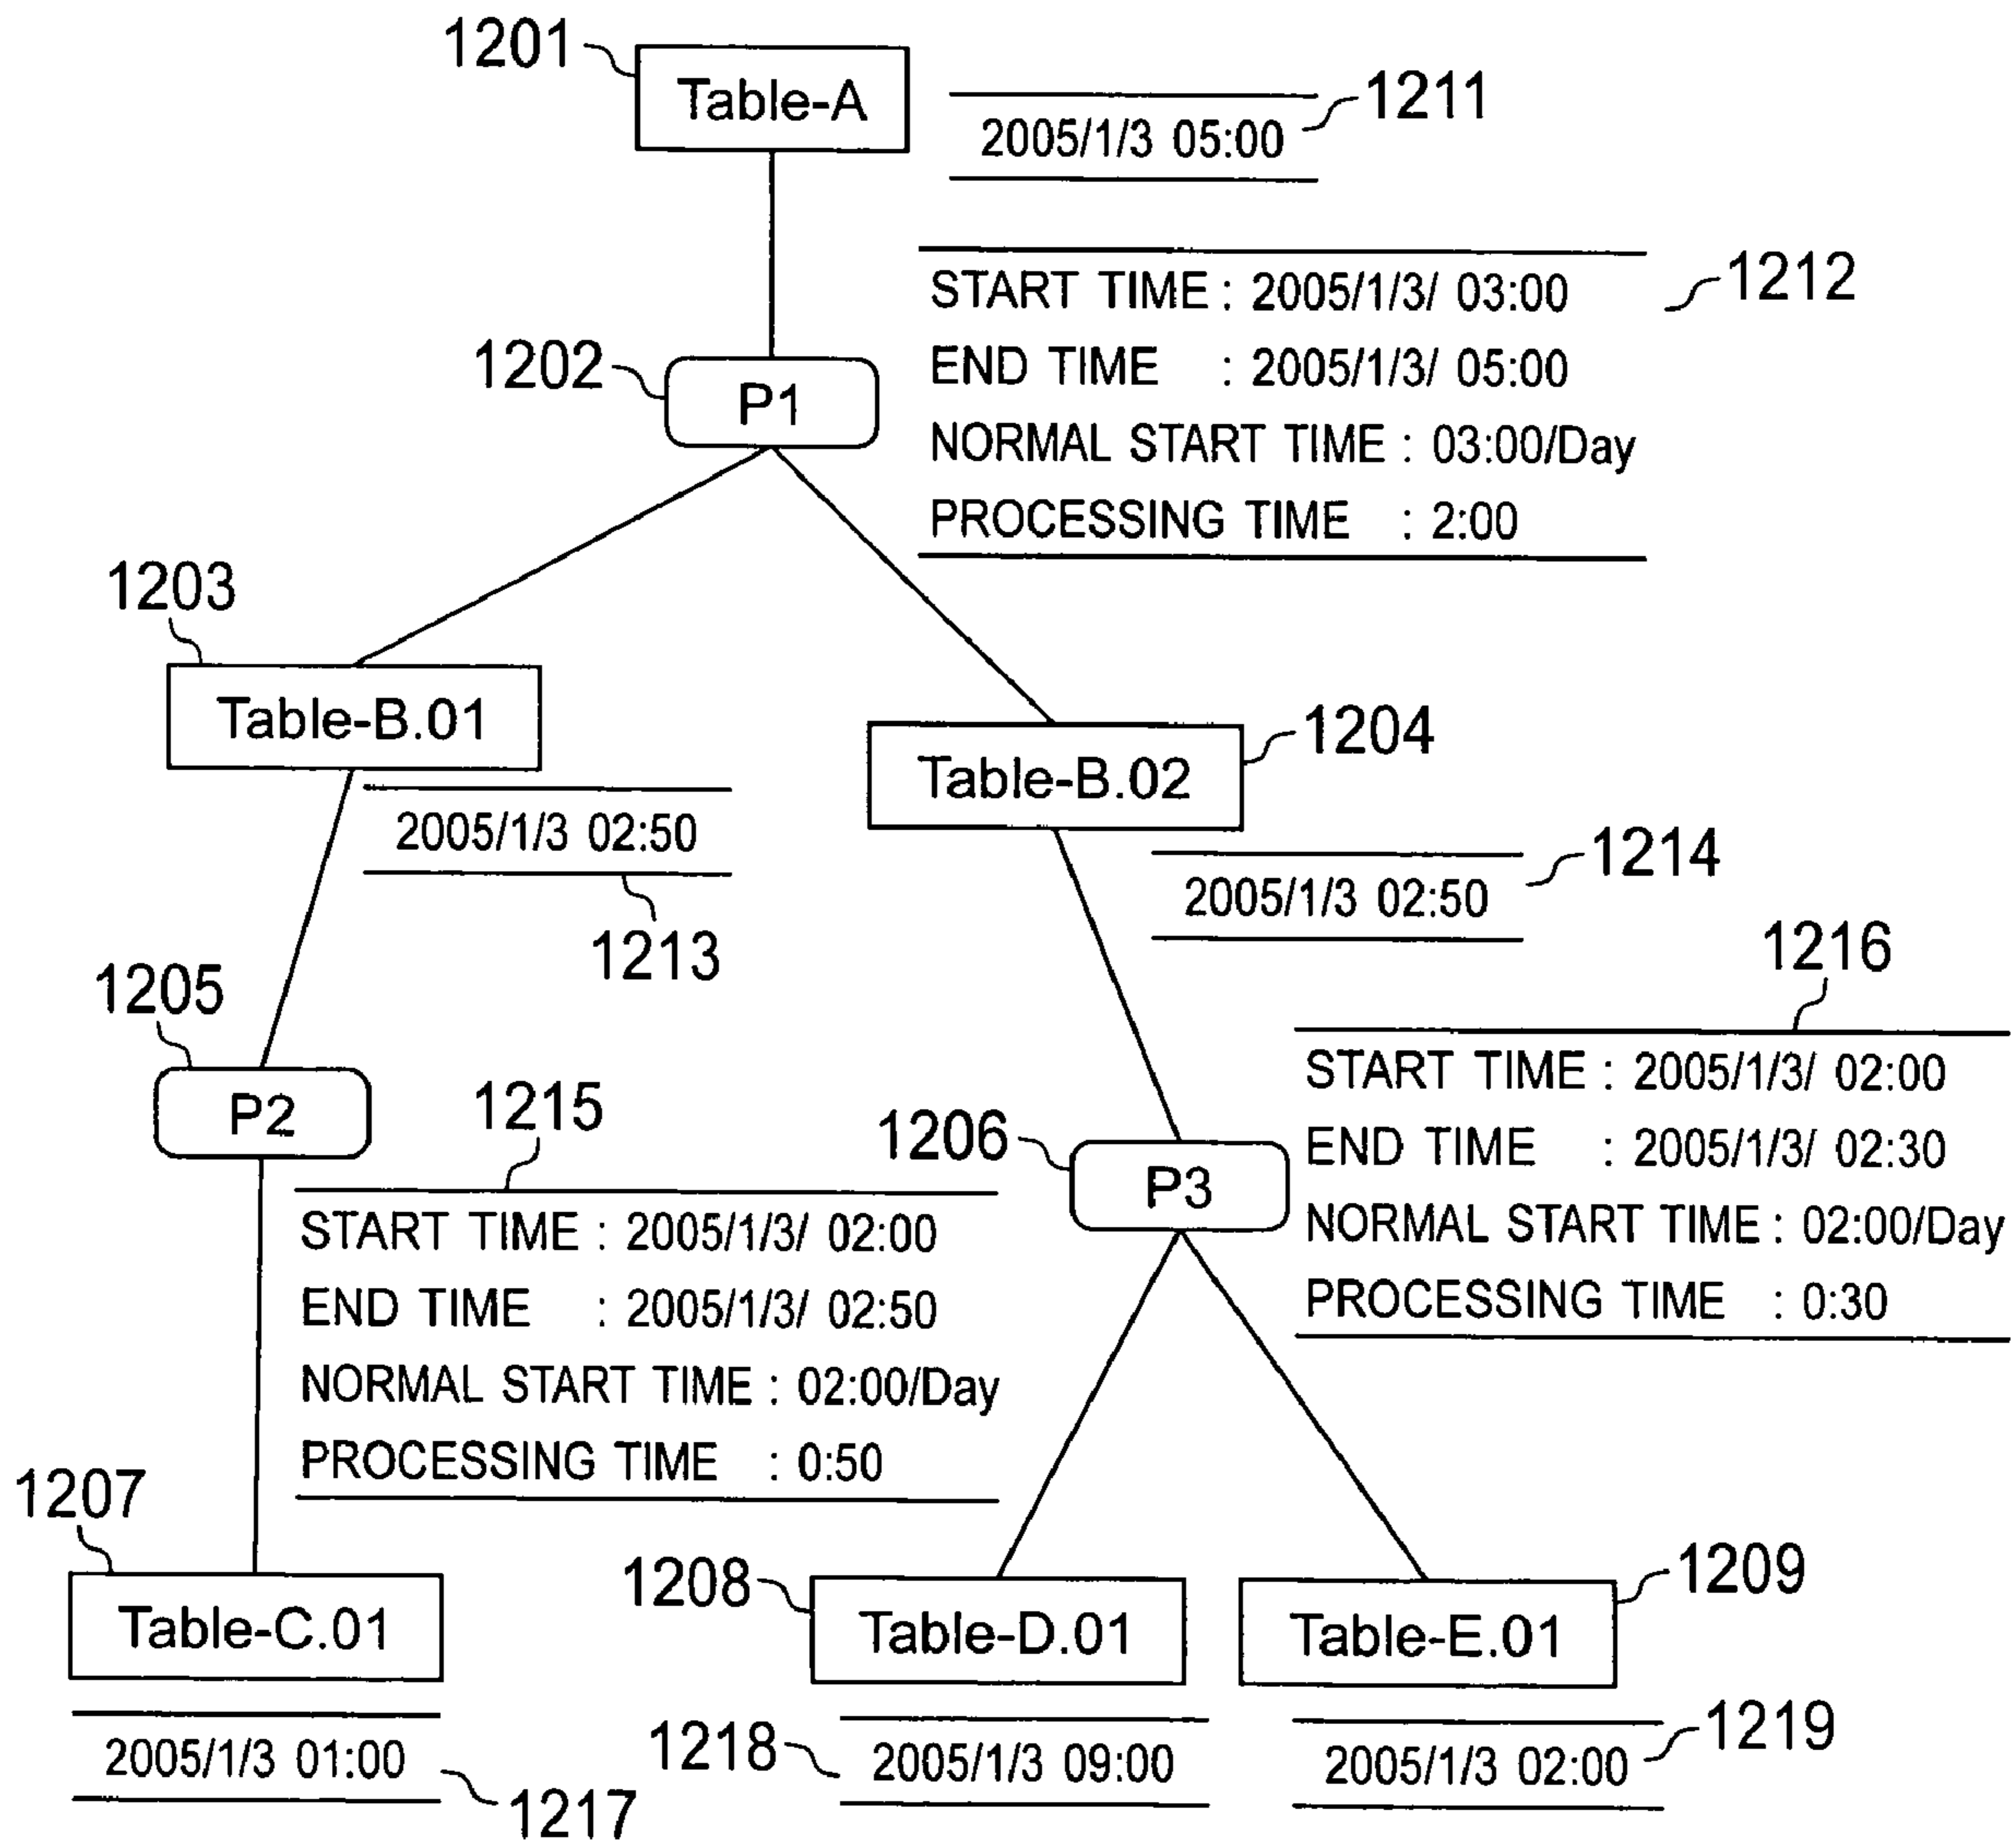 1201
Table-A
1211
2005/1/3 05:00
1212
START TIME : 2005/1/3/ 03:00
END TIME : 2005/1/3/ 05:00
NORMAL START TIME : 03:00/Day
PROCESSING TIME : 2:00
1202
P1
1203
Table-B.01
1204
Table-B.02
2005/1/3 02:50
1213
1214
2005/1/3 02:50
1205
P2
1216
START TIME : 2005/1/3/ 02:00
END TIME : 2005/1/3/ 02:30
NORMAL START TIME : 02:00/Day
PROCESSING TIME : 0:30
1215
START TIME : 2005/1/3/ 02:00
END TIME : 2005/1/3/ 02:50
NORMAL START TIME : 02:00/Day
PROCESSING TIME : 0:50
1206
P3
1207
Table-C.01
1208
Table-D.01
1209
Table-E.01
2005/1/3 01:00
1217
1218
2005/1/3 09:00
2005/1/3 02:00
1219